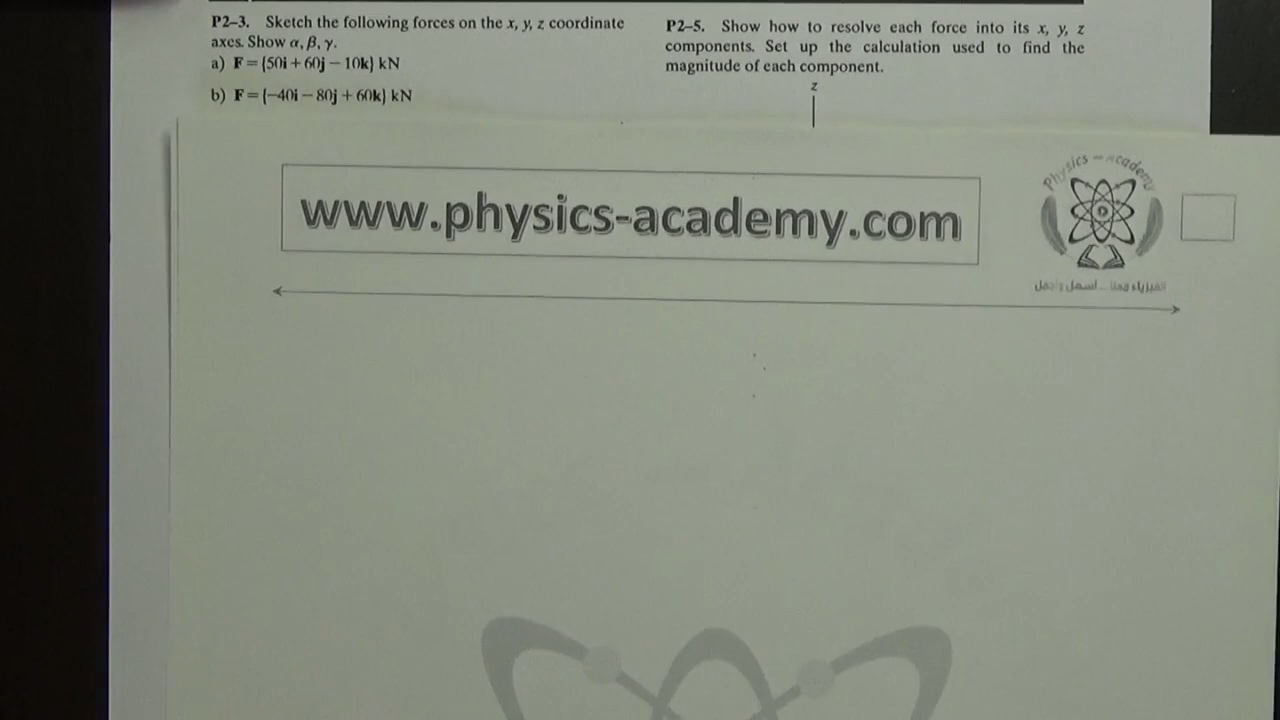 P2–3. Sketch the following forces on the x, y, z coordinate
axes. Show α, β, γ.
a) F = {50i + 60j – 10k} kN
b) F = {–40i – 80j + 60k} kN
P2–5. Show how to resolve each force into its x, y, z
components. Set up the calculation used to find the
magnitude of each component.
z
www.physics-academy.com
Physics - Academy